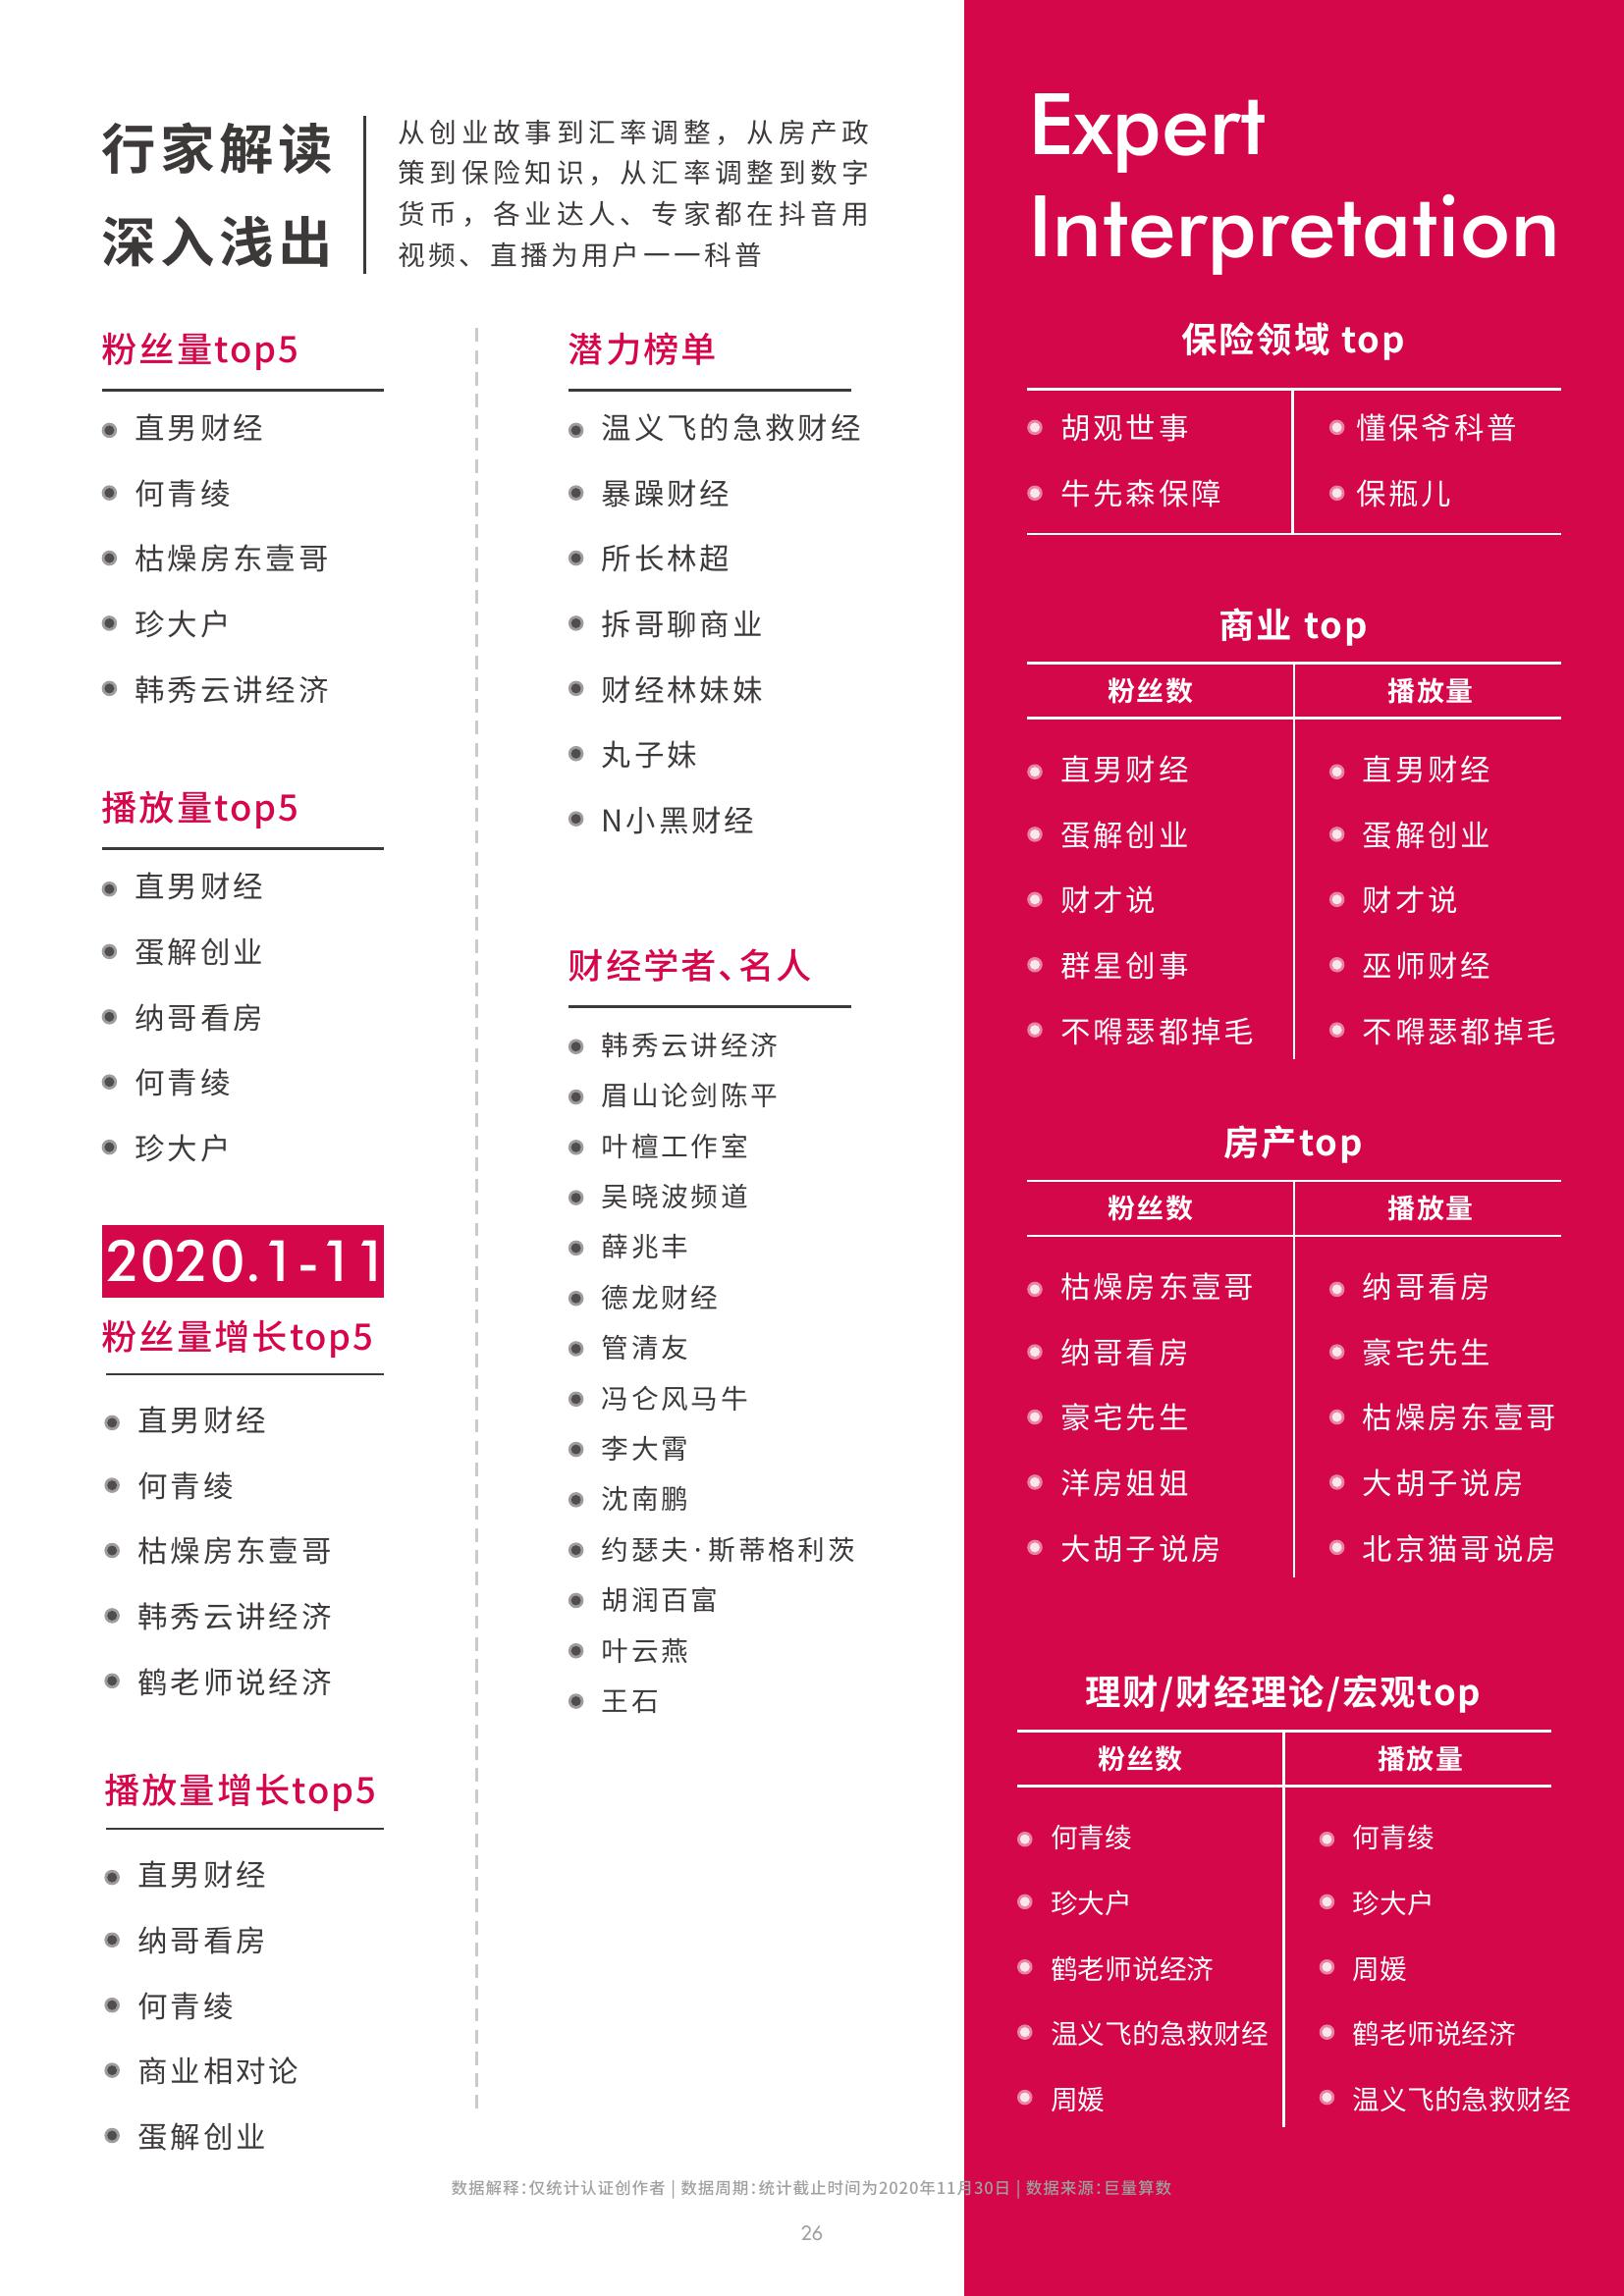 行家解读
深入浅出
从创业故事到汇率调整，从房产政
策到保险知识，从汇率调整到数字
货币，各业达人、专家都在抖音用
视频、直播为用户一一科普
粉丝量top5
直男财经
何青绫
枯燥房东壹哥
珍大户
韩秀云讲经济
播放量top5
直男财经
蛋解创业
纳哥看房
何青绫
珍大户
2020.1-11
粉丝量增长top5
直男财经
何青绫
枯燥房东壹哥
韩秀云讲经济
鹤老师说经济
播放量增长top5
直男财经
纳哥看房
何青绫
商业相对论
蛋解创业
潜力榜单
温义飞的急救财经
暴躁财经
所长林超
拆哥聊商业
财经林妹妹
丸子妹
N小黑财经
财经学者、名人
韩秀云讲经济
眉山论剑陈平
叶檀工作室
吴晓波频道
薛兆丰
德龙财经
管清友
冯仑风马牛
李大霄
沈南鹏
约瑟夫·斯蒂格利茨
胡润百富
叶云燕
王石
Expert
Interpretation
保险领域 top
胡观世事
懂保爷科普
牛先森保障
保瓶儿
商业 top
粉丝数
播放量
直男财经
直男财经
蛋解创业
蛋解创业
财才说
财才说
群星创事
巫师财经
不嘚瑟都掉毛
不嘚瑟都掉毛
房产top
粉丝数
播放量
枯燥房东壹哥
纳哥看房
纳哥看房
豪宅先生
豪宅先生
枯燥房东壹哥
洋房姐姐
大胡子说房
大胡子说房
北京猫哥说房
理财/财经理论/宏观top
粉丝数
播放量
何青绫
何青绫
珍大户
珍大户
鹤老师说经济
周媛
温义飞的急救财经
鹤老师说经济
周媛
温义飞的急救财经
数据解释：仅统计认证创作者 | 数据周期：统计截止时间为2020年11月30日 | 数据来源：巨量算数
26